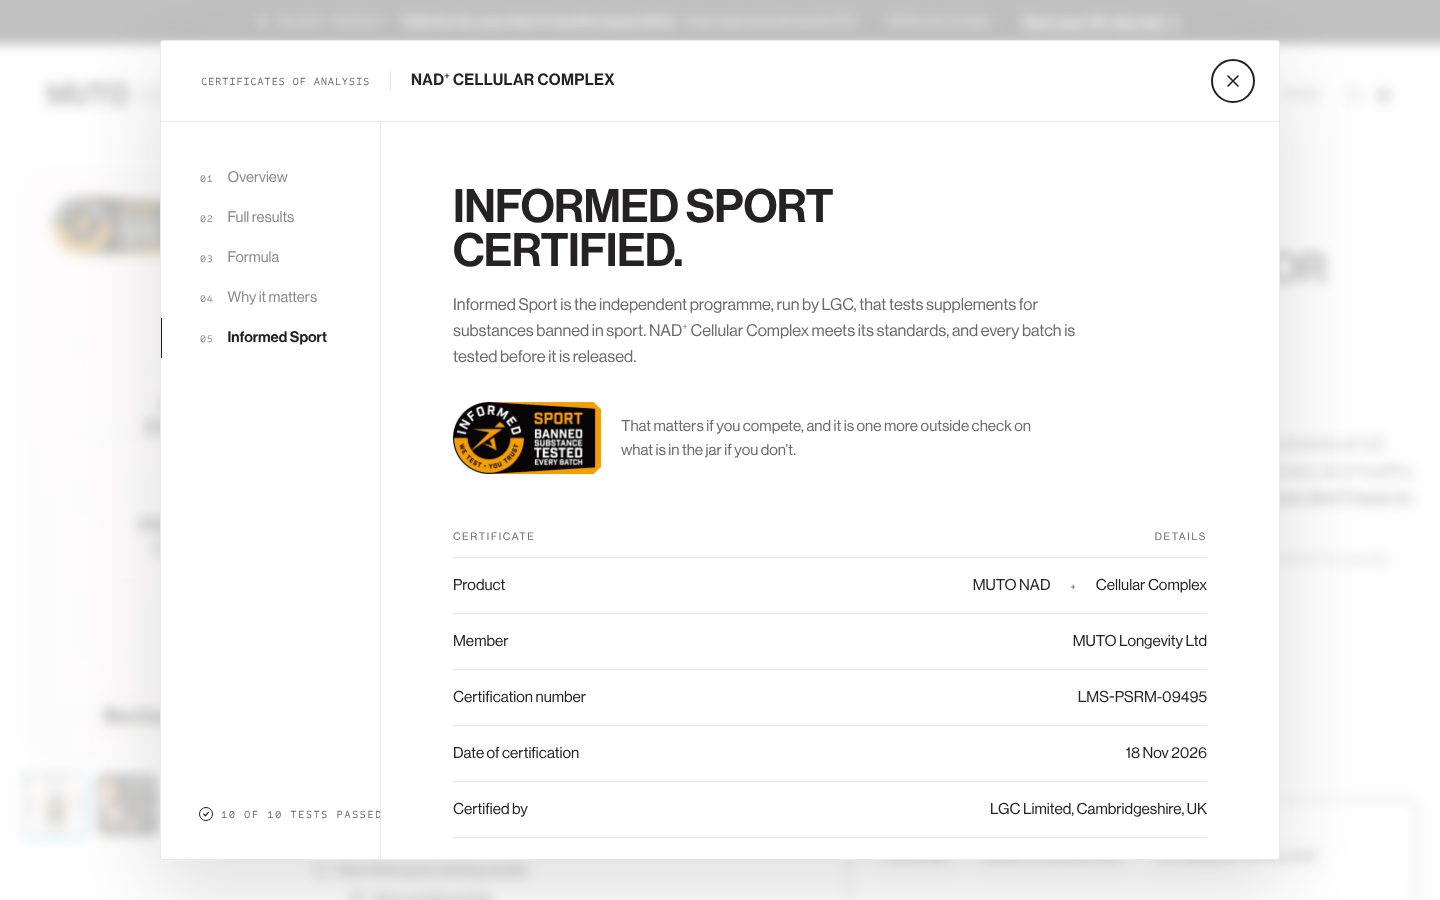 CERTIFICATES OF ANALYSIS
NAD⁺ CELLULAR COMPLEX
01 Overview
02 Full results
03 Formula
04 Why it matters
05 Informed Sport
10 OF 10 TESTS PASSED
INFORMED SPORT
CERTIFIED.
Informed Sport is the independent programme, run by LGC, that tests supplements for
substances banned in sport. NAD⁺ Cellular Complex meets its standards, and every batch is
tested before it is released.
INFORMED
WE TEST • YOU TRUST
SPORT
BANNED
SUBSTANCE
TESTED
EVERY BATCH
That matters if you compete, and it is one more outside check on
what is in the jar if you don't.
CERTIFICATE DETAILS
Product MUTO NAD + Cellular Complex
Member MUTO Longevity Ltd
Certification number LMS-PSRM-09495
Date of certification 18 Nov 2026
Certified by LGC Limited, Cambridgeshire, UK
MUTO